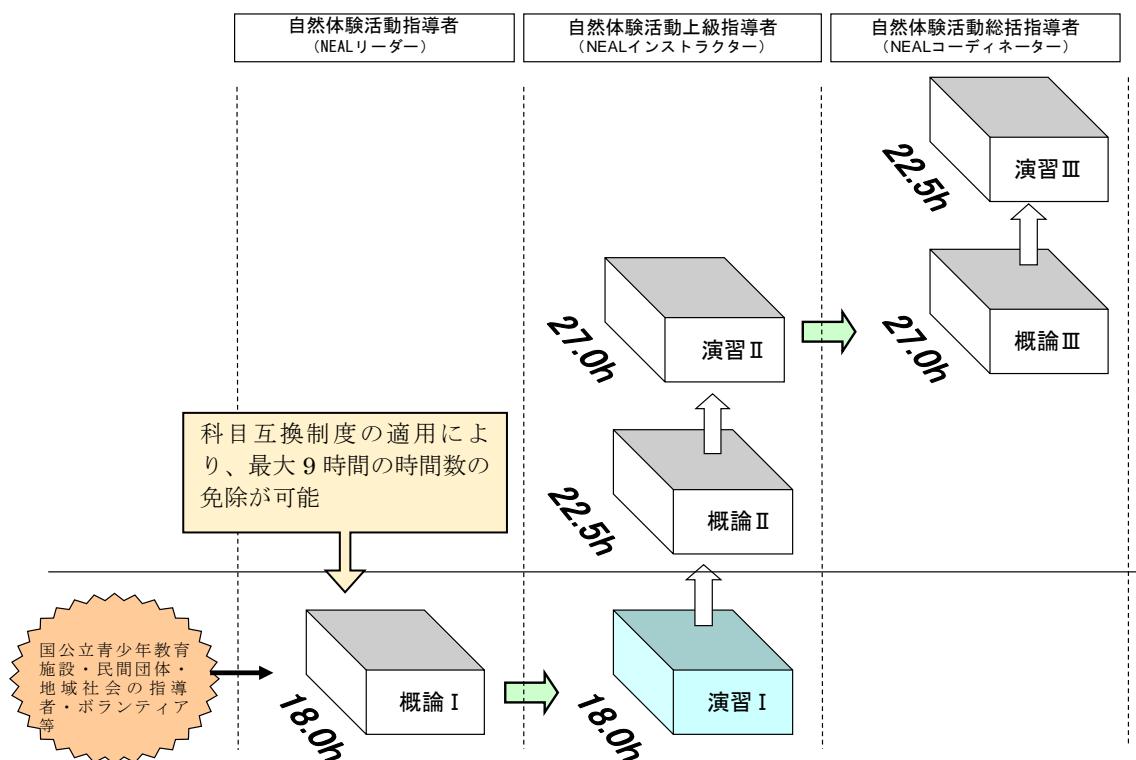 自然体験活動指導者
（NEALリーダー）
自然体験活動上級指導者
（NEALインストラクター）
自然体験活動総括指導者
（NEALコーディネーター）
22.5h
演習Ⅲ
27.0h
演習Ⅱ
27.0h
概論Ⅲ
科目互換制度の適用によ
り、最大９時間の時間数の
免除が可能
22.5h
概論Ⅱ
国公立青少年教育
施設・民間団体・
地域社会の指導
者・ボランティア
等
18.0h
概論Ⅰ
18.0h
演習Ⅰ